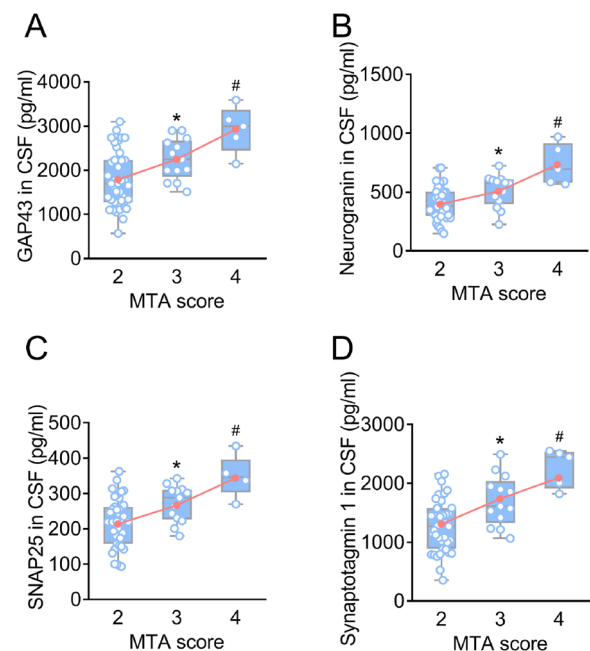 A
GAP43 in CSF (pg/ml)
4000
3000
2000
1000
0
*
#
2 3 4
MTA score
B
Neurogranin in CSF (pg/ml)
1500
1000
500
0
*
#
2 3 4
MTA score
C
SNAP25 in CSF (pg/ml)
500
400
300
200
100
0
*
#
2 3 4
MTA score
D
Synaptotagmin 1 in CSF (pg/ml)
3000
2000
1000
0
*
#
2 3 4
MTA score